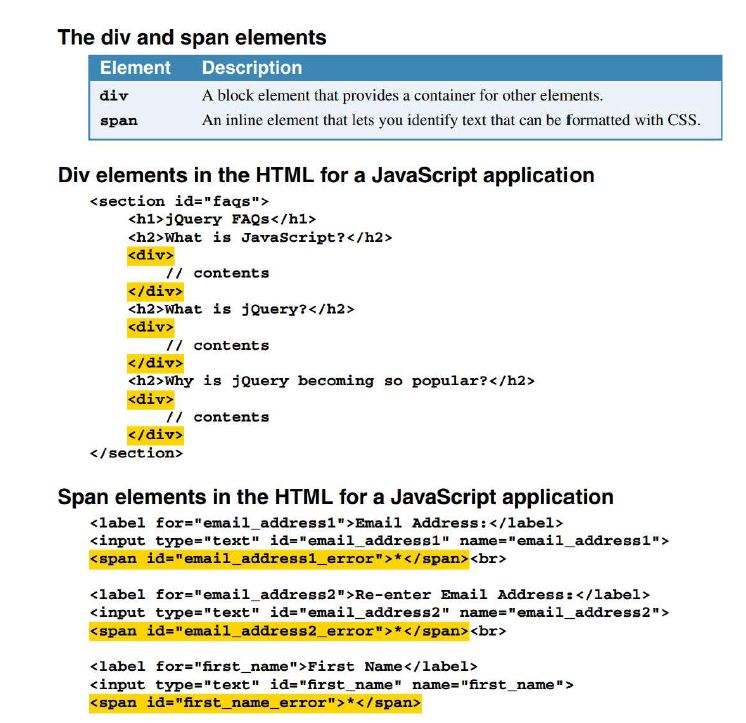 The div and span elements
Element Description
div A block element that provides a container for other elements.
span An inline element that lets you identify text that can be formatted with CSS.
Div elements in the HTML for a JavaScript application
<section id="faqs">
<h1>jQuery FAQs</h1>
<h2>What is JavaScript?</h2>
<div>
// contents
</div>
<h2>What is jQuery?</h2>
<div>
// contents
</div>
<h2>Why is jQuery becoming so popular?</h2>
<div>
// contents
</div>
</section>
Span elements in the HTML for a JavaScript application
<label for="email_address1">Email Address:</label>
<input type="text" id="email_address1" name="email_address1">
<span id="email_address1_error">*</span><br>
<label for="email_address2">Re-enter Email Address:</label>
<input type="text" id="email_address2" name="email_address2">
<span id="email_address2_error">*</span><br>
<label for="first_name">First Name</label>
<input type="text" id="first_name" name="first_name">
<span id="first_name_error">*</span>